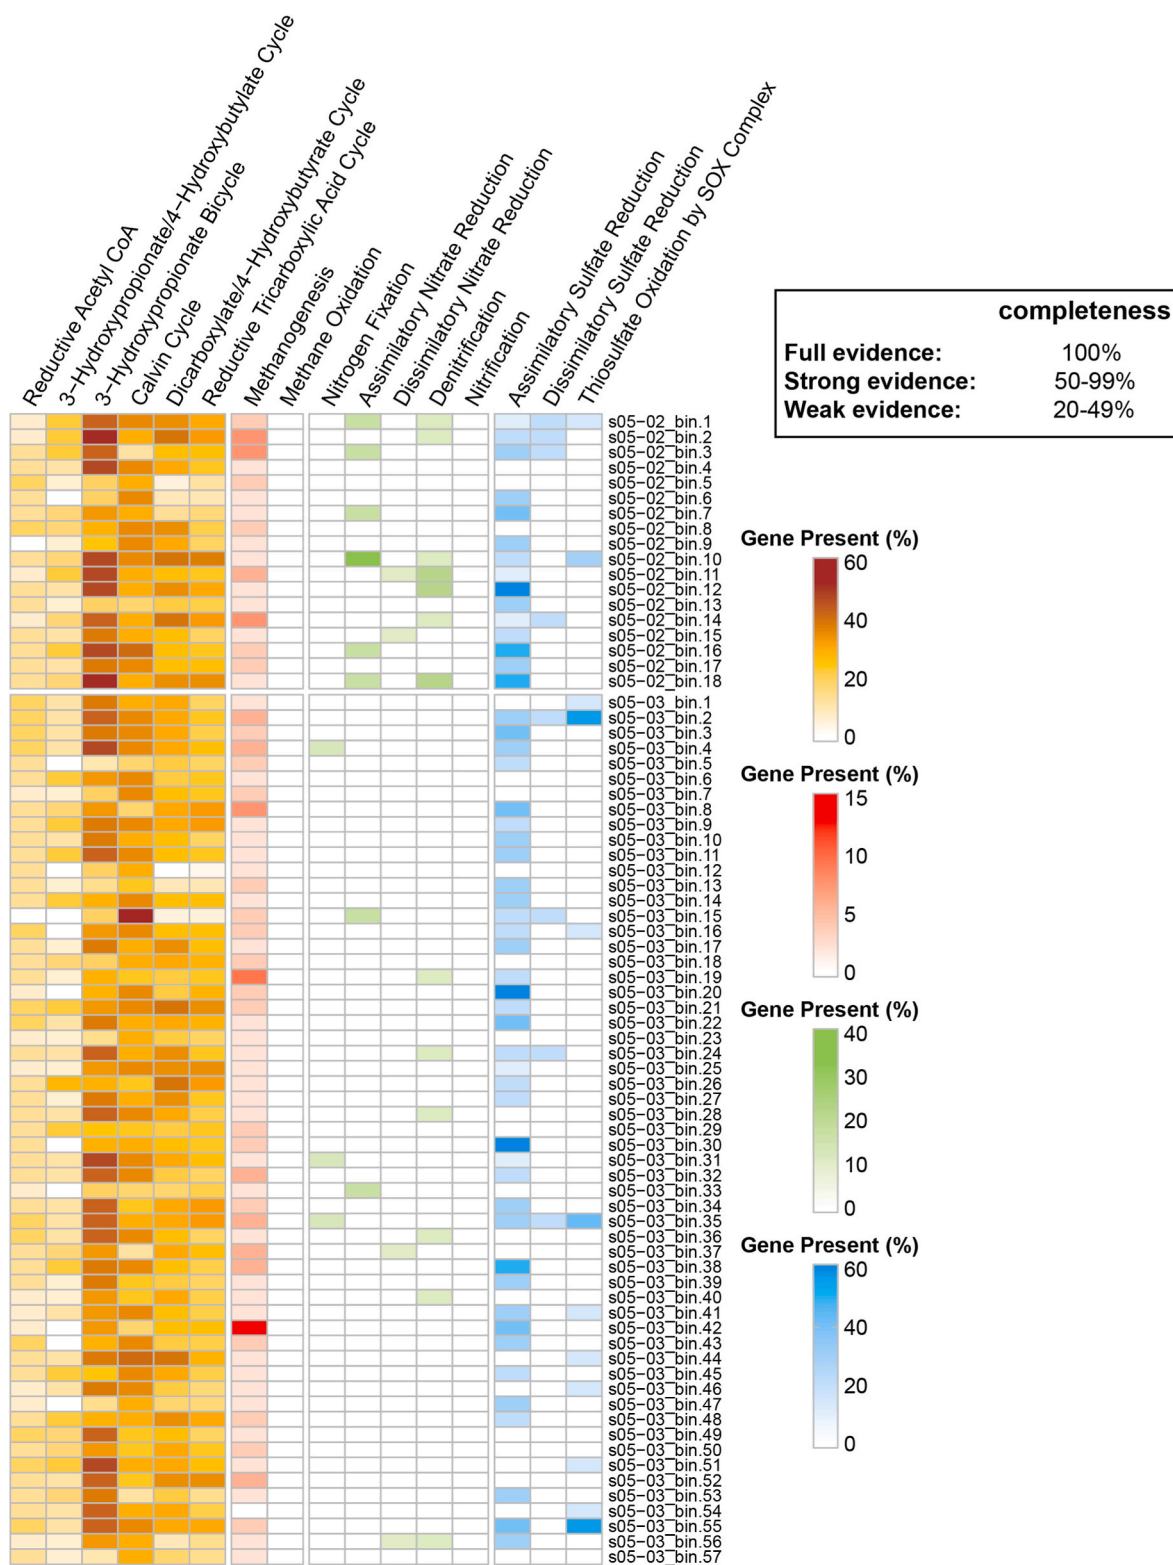 Reductive Acetyl CoA
3−Hydroxypropionate/4−Hydroxybutylate Cycle
3−Hydroxypropionate Bicycle
Calvin Cycle
Dicarboxylate/4−Hydroxybutyrate Cycle
Reductive Tricarboxylic Acid Cycle
Methanogenesis
Methane Oxidation
Nitrogen Fixation
Assimilatory Nitrate Reduction
Dissimilatory Nitrate Reduction
Denitrification
Nitrification
Assimilatory Sulfate Reduction
Dissimilatory Sulfate Reduction
Thiosulfate Oxidation by SOX Complex
completeness
Full evidence: 100%
Strong evidence: 50-99%
Weak evidence: 20-49%
s05−02_bin.1
s05−02_bin.2
s05−02_bin.3
s05−02_bin.4
s05−02_bin.5
s05−02_bin.6
s05−02_bin.7
s05−02_bin.8
s05−02_bin.9
s05−02_bin.10
s05−02_bin.11
s05−02_bin.12
s05−02_bin.13
s05−02_bin.14
s05−02_bin.15
s05−02_bin.16
s05−02_bin.17
s05−02_bin.18
s05−03_bin.1
s05−03_bin.2
s05−03_bin.3
s05−03_bin.4
s05−03_bin.5
s05−03_bin.6
s05−03_bin.7
s05−03_bin.8
s05−03_bin.9
s05−03_bin.10
s05−03_bin.11
s05−03_bin.12
s05−03_bin.13
s05−03_bin.14
s05−03_bin.15
s05−03_bin.16
s05−03_bin.17
s05−03_bin.18
s05−03_bin.19
s05−03_bin.20
s05−03_bin.21
s05−03_bin.22
s05−03_bin.23
s05−03_bin.24
s05−03_bin.25
s05−03_bin.26
s05−03_bin.27
s05−03_bin.28
s05−03_bin.29
s05−03_bin.30
s05−03_bin.31
s05−03_bin.32
s05−03_bin.33
s05−03_bin.34
s05−03_bin.35
s05−03_bin.36
s05−03_bin.37
s05−03_bin.38
s05−03_bin.39
s05−03_bin.40
s05−03_bin.41
s05−03_bin.42
s05−03_bin.43
s05−03_bin.44
s05−03_bin.45
s05−03_bin.46
s05−03_bin.47
s05−03_bin.48
s05−03_bin.49
s05−03_bin.50
s05−03_bin.51
s05−03_bin.52
s05−03_bin.53
s05−03_bin.54
s05−03_bin.55
s05−03_bin.56
s05−03_bin.57
Gene Present (%)
60
40
20
0
Gene Present (%)
15
10
5
0
Gene Present (%)
40
30
20
10
0
Gene Present (%)
60
40
20
0